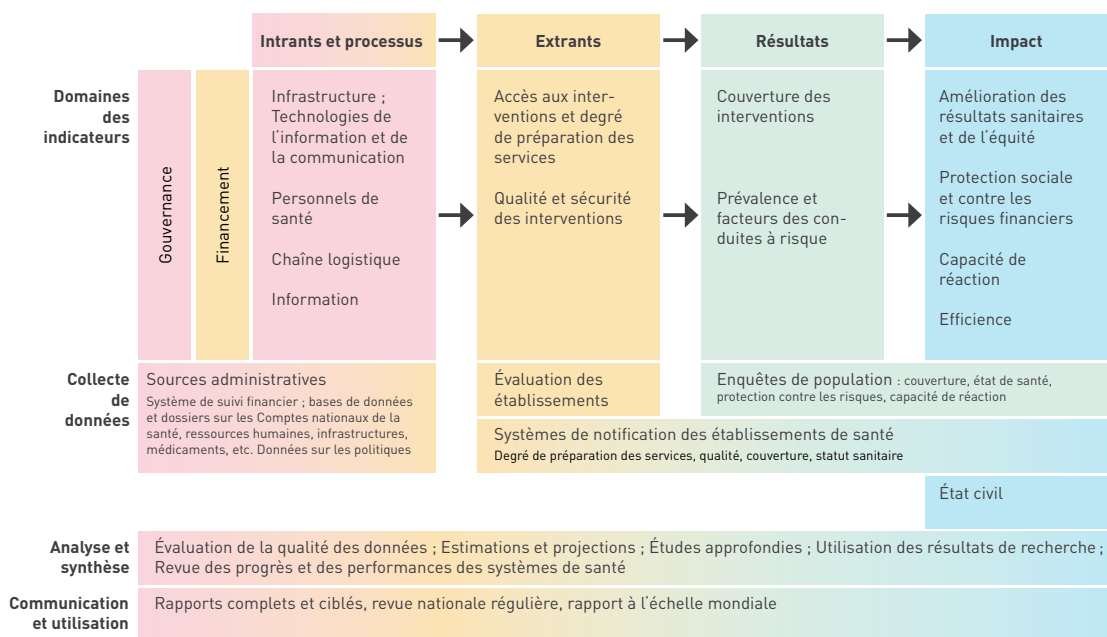 Intrants et processus
Extrants
Résultats
Impact
Domaines
des
indicateurs
Gouvernance
Financement
Infrastructure ;
Technologies de
l'information et de
la communication
Personnels de
santé
Chaîne logistique
Information
Accès aux inter-
ventions et degré
de préparation des
services
Qualité et sécurité
des interventions
Couverture des
interventions
Prévalence et
facteurs des con-
duites à risque
Amélioration des
résultats sanitaires
et de l'équité
Protection sociale
et contre les
risques financiers
Capacité de
réaction
Efficience
Collecte
de
données
Sources administratives
Système de suivi financier ; bases de données
et dossiers sur les Comptes nationaux de la
santé, ressources humaines, infrastructures,
médicaments, etc. Données sur les politiques
Évaluation des
établissements
Enquêtes de population : couverture, état de santé,
protection contre les risques, capacité de réaction
Systèmes de notification des établissements de santé
Degré de préparation des services, qualité, couverture, statut sanitaire
État civil
Analyse et
synthèse
Évaluation de la qualité des données ; Estimations et projections ; Études approfondies ; Utilisation des résultats de recherche ;
Revue des progrès et des performances des systèmes de santé
Communication
et utilisation
Rapports complets et ciblés, revue nationale régulière, rapport à l'échelle mondiale